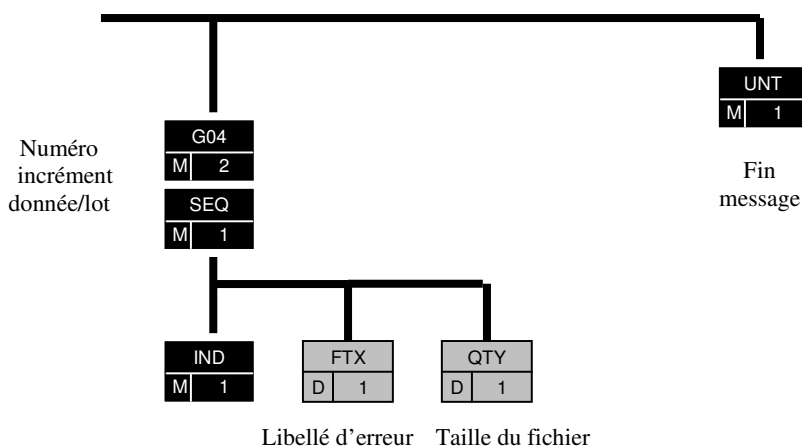 UNT
M 1
G04
M 2
Numéro
incrément
donnée/lot
SEQ
M 1
Fin
message
IND
M 1
FTX
D 1
QTY
D 1
Libellé d'erreur
Taille du fichier